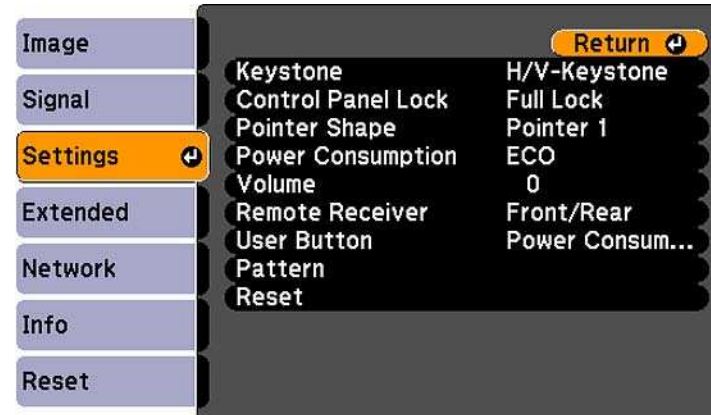 Image
Signal
Settings
Extended
Network
Info
Reset
Return
Keystone H/V-Keystone
Control Panel Lock Full Lock
Pointer Shape Pointer 1
Power Consumption ECO
Volume 0
Remote Receiver Front/Rear
User Button Power Consum...
Pattern
Reset